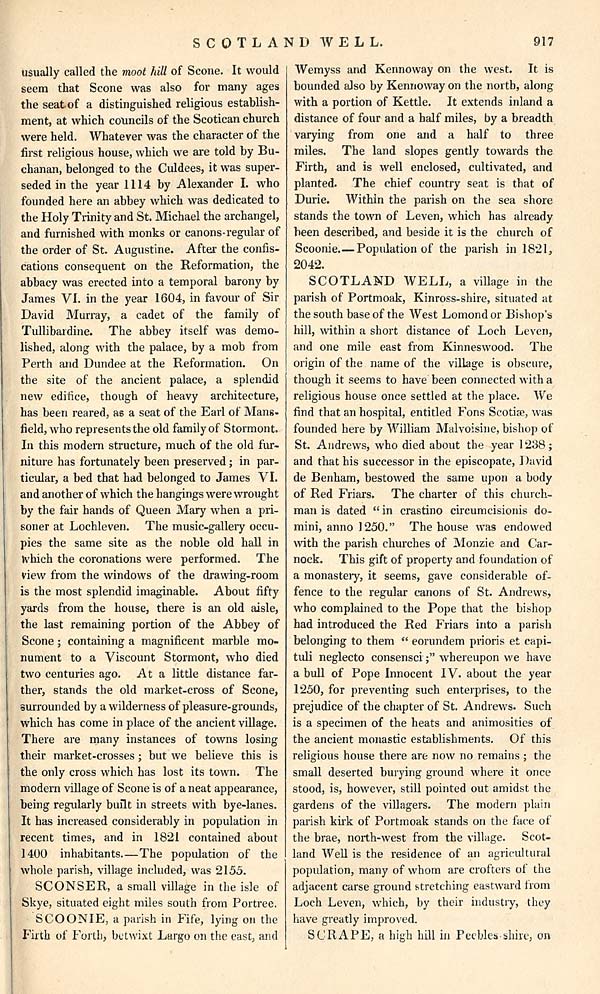 SCOTLAND WELL. 917
usually called the moot hill of Scone. It would
seem that Scone was also for many ages
the seat of a distinguished religious establish-
ment, at which councils of the Scotican church
were held. Whatever was the character of the
first religious house, which we are told by Bu-
chanan, belonged to the Culdees, it was super-
seded in the year 1114 by Alexander I. who
founded here an abbey which was dedicated to
the Holy Trinity and St. Michael the archangel,
and furnished with monks or canons-regular of
the order of St. Augustine. After the confis-
cations consequent on the Reformation, the
abbacy was erected into a temporal barony by
James VI. in the year 1604, in favour of Sir
David Murray, a cadet of the family of
Tullibardine. The abbey itself was demo-
lished, along with the palace, by a mob from
Perth and Dundee at the Reformation. On
the site of the ancient palace, a splendid
new edifice, though of heavy architecture,
has been reared, as a seat of the Earl of Mans-
field, who represents the old family of Stormont.
In this modern structure, much of the old fur-
niture has fortunately been preserved; in par-
ticular, a bed that had belonged to James VI.
and another of which the hangings were wrought
by the fair hands of Queen Mary when a pri-
soner at Lochleven. The music-gallery occu-
pies the same site as the noble old hall in
which the coronations were performed. The
view from the windows of the drawing-room
is the most splendid imaginable. About fifty
yards from the house, there is an old aisle,
the last remaining portion of the Abbey of
Scone; containing a magnificent marble mo-
nument to a Viscount Stormont, who died
two centuries ago. At a little distance far-
ther, stands the old market-cross of Scone,
surrounded by a wilderness of pleasure-grounds,
which has come in place of the ancient village.
There are many instances of towns losing
their market-crosses; but we believe this is
the only cross which has lost its town. The
modern village of Scone is of a neat appearance,
being regularly built in streets with bye-lanes.
It has increased considerably in population in
recent times, and in 1821 contained about
1400 inhabitants.—The population of the
whole parish, village included, was 2155.
SCONSER, a small village in the isle of
Skye, situated eight miles south from Portree.
SCOONIE, a parish in Fife, lying on the
Firth of Forth, betwixt Largo on the east, and
Wemyss and Kennoway on the west. It is
bounded also by Kennoway on the north, along
with a portion of Kettle. It extends inland a
distance of four and a half miles, by a breadth
varying from one and a half to three
miles. The land slopes gently towards the
Firth, and is well enclosed, cultivated, and
planted. The chief country seat is that of
Durie. Within the parish on the sea shore
stands the town of Leven, which has already
been described, and beside it is the church of
Scoonie.—Population of the parish in 1821,
2042.
SCOTLAND WELL, a village in the
parish of Portmoak, Kinross-shire, situated at
the south base of the West Lomond or Bishop's
hill, within a short distance of Loch Leven,
and one mile east from Kinneswood. The
origin of the name of the village is obscure,
though it seems to have been connected with a
religious house once settled at the place. We
find that an hospital, entitled Fons Scotiæ, was
founded here by William Malvoisine, bishop of
St. Andrews, who died about the year 1238;
and that his successor in the episcopate, David
de Benham, bestowed the same upon a body
of Red Friars. The charter of this church-
man is dated "in crastino circumcisionis do-
mini, anno 1250." The house was endowed
with the parish churches of Monzie and Car-
nock. This gift of property and foundation of
a monastery, it seems, gave considerable of-
fence to the regular canons of St. Andrews,
who complained to the Pope that the bishop
had introduced the Red Friars into a parish
belonging to them "eorundem prioris et capi-
tuli neglecto consensci;" whereupon we have
a bull of Pope Innocent IV. about the year
1250, for preventing such enterprises, to the
prejudice of the chapter of St. Andrews. Such
is a specimen of the heats and animosities of
the ancient monastic establishments. Of this
religious house there are now no remains; the
small deserted burying ground where it once
stood, is, however, still pointed out amidst the
gardens of the villagers. The modern plain
parish kirk of Portmoak stands on the face of
the brae, north-west from the village. Scot-
land Well is the residence of an agricultural
population, many of whom are crofters of the
adjacent carse ground stretching eastward from
Loch Leven, which, by their industry, they
have greatly improved.
SCRAPE, a high hill in Peebles-shire, on